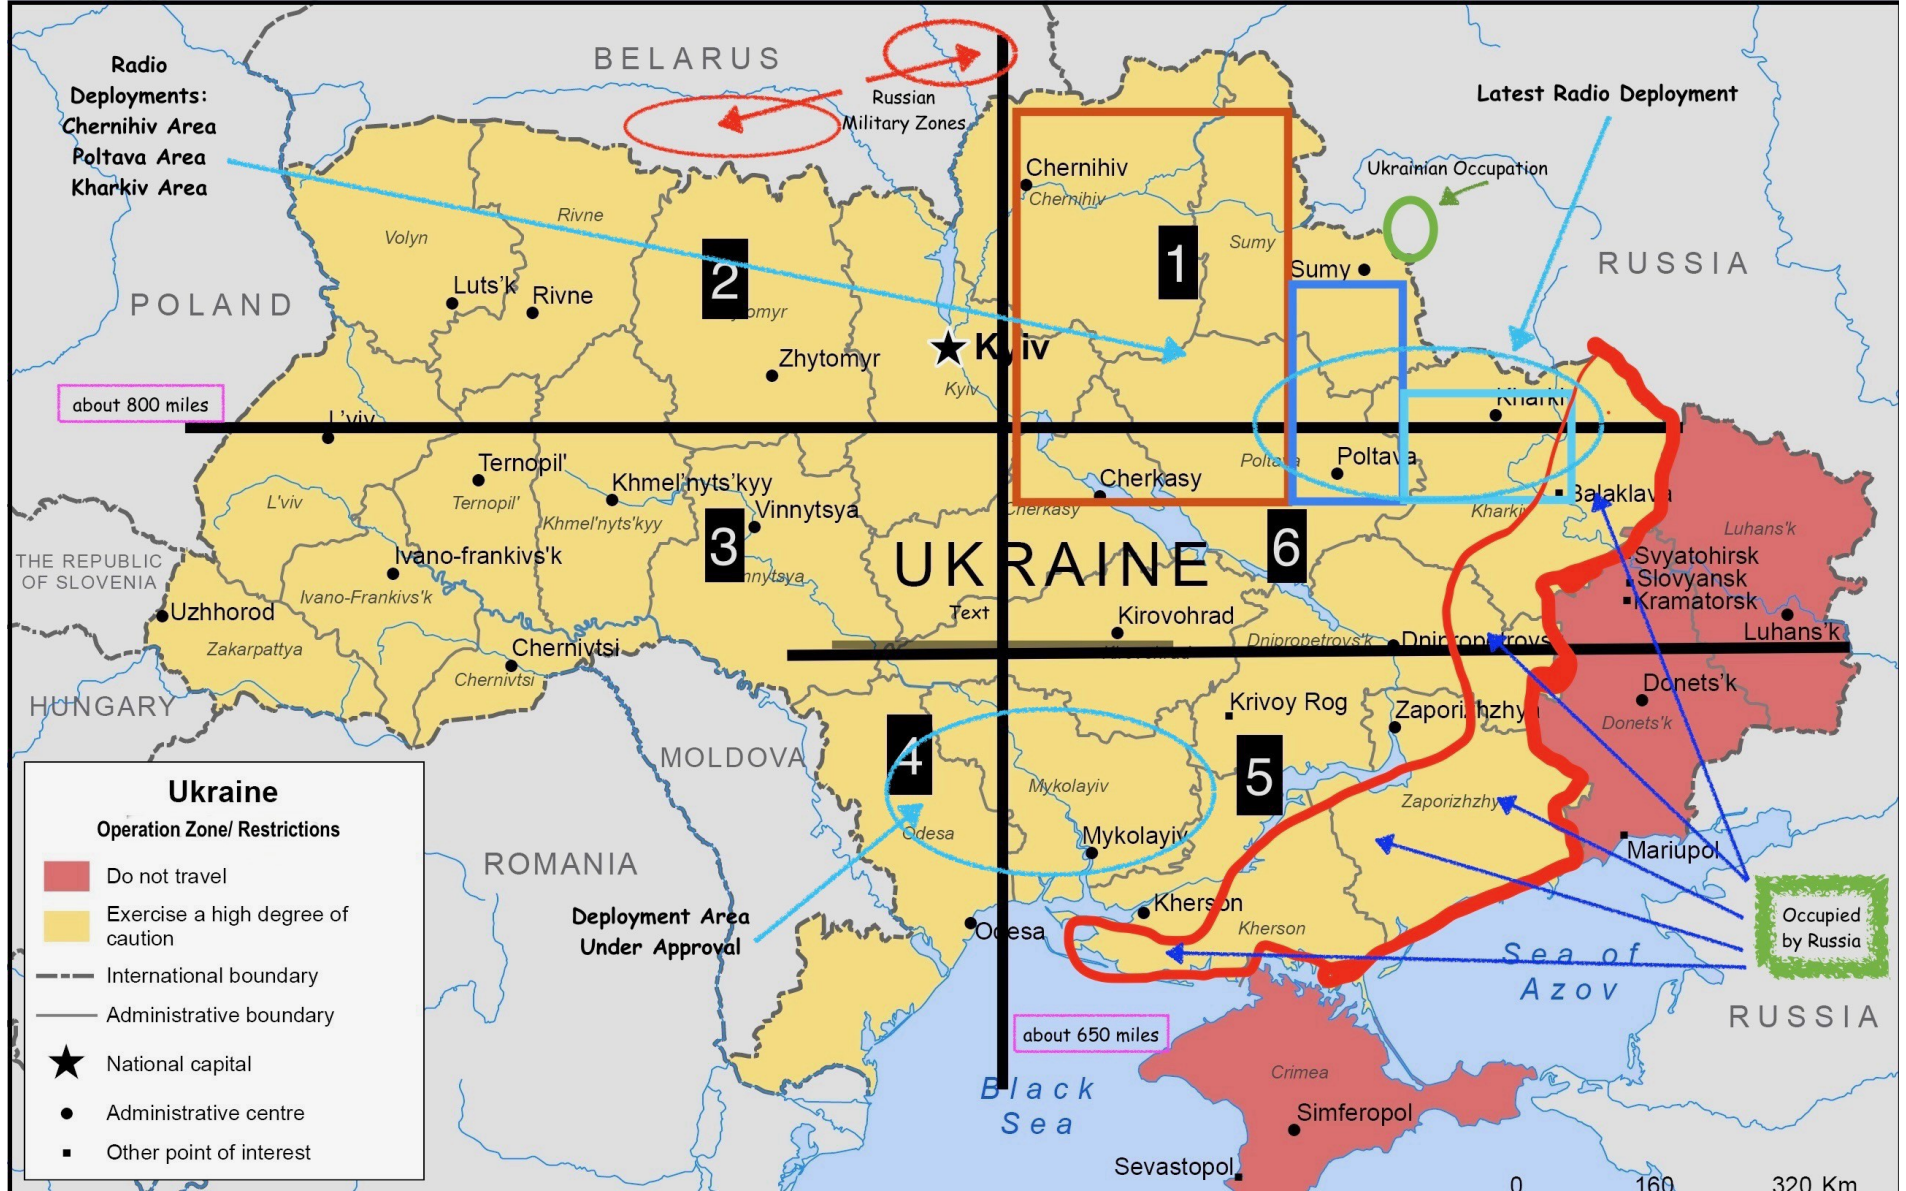 Radio
Deployments:
Chernihiv Area
Poltava Area
Kharkiv Area
BELARUS
Russian
Military Zones
Latest Radio Deployment
Ukrainian Occupation
RUSSIA
POLAND
Chernihiv
Chernihiv
1
Sumy
Sumy
Volyn
Rivne
Luts'k
Rivne
2
Zhytomyr
Kyiv
Kyiv
about 800 miles
L'viv
Ternopil'
Ternopil'
Khmel'nyts'kyy
Khmel'nyts'kyy
Vinnytsya
3
L'viv
Cherkasy
Cherkasy
Poltava
Poltava
Kharki
Kharkiv
Balaklava
Luhans'k
6
UKRAINE
THE REPUBLIC
OF SLOVENIA
Ivano-frankivs'k
Ivano-Frankivs'k
Uzhhorod
Zakarpattya
Chernivtsi
Chernivtsi
Text
Kirovohrad
Kirovohrad
Dnipropetrovs'k
Dnipropetrovs
Svyatohirsk
Slovyansk
Kramatorsk
Luhans'k
HUNGARY
MOLDOVA
Krivoy Rog
Zaporizhzhya
Donets'k
Donets'k
4
5
Mykolayiv
Zaporizhzhy
Odesa
Mykolayiv
Mariupol
ROMANIA
Deployment Area
Under Approval
Kherson
Kherson
Odesa
Occupied
by Russia
Sea of
Azov
RUSSIA
about 650 miles
Black
Sea
Crimea
Simferopol
Sevastopol
0 160 320 Km
Ukraine
Operation Zone/ Restrictions
Do not travel
Exercise a high degree of
caution
International boundary
Administrative boundary
National capital
Administrative centre
Other point of interest